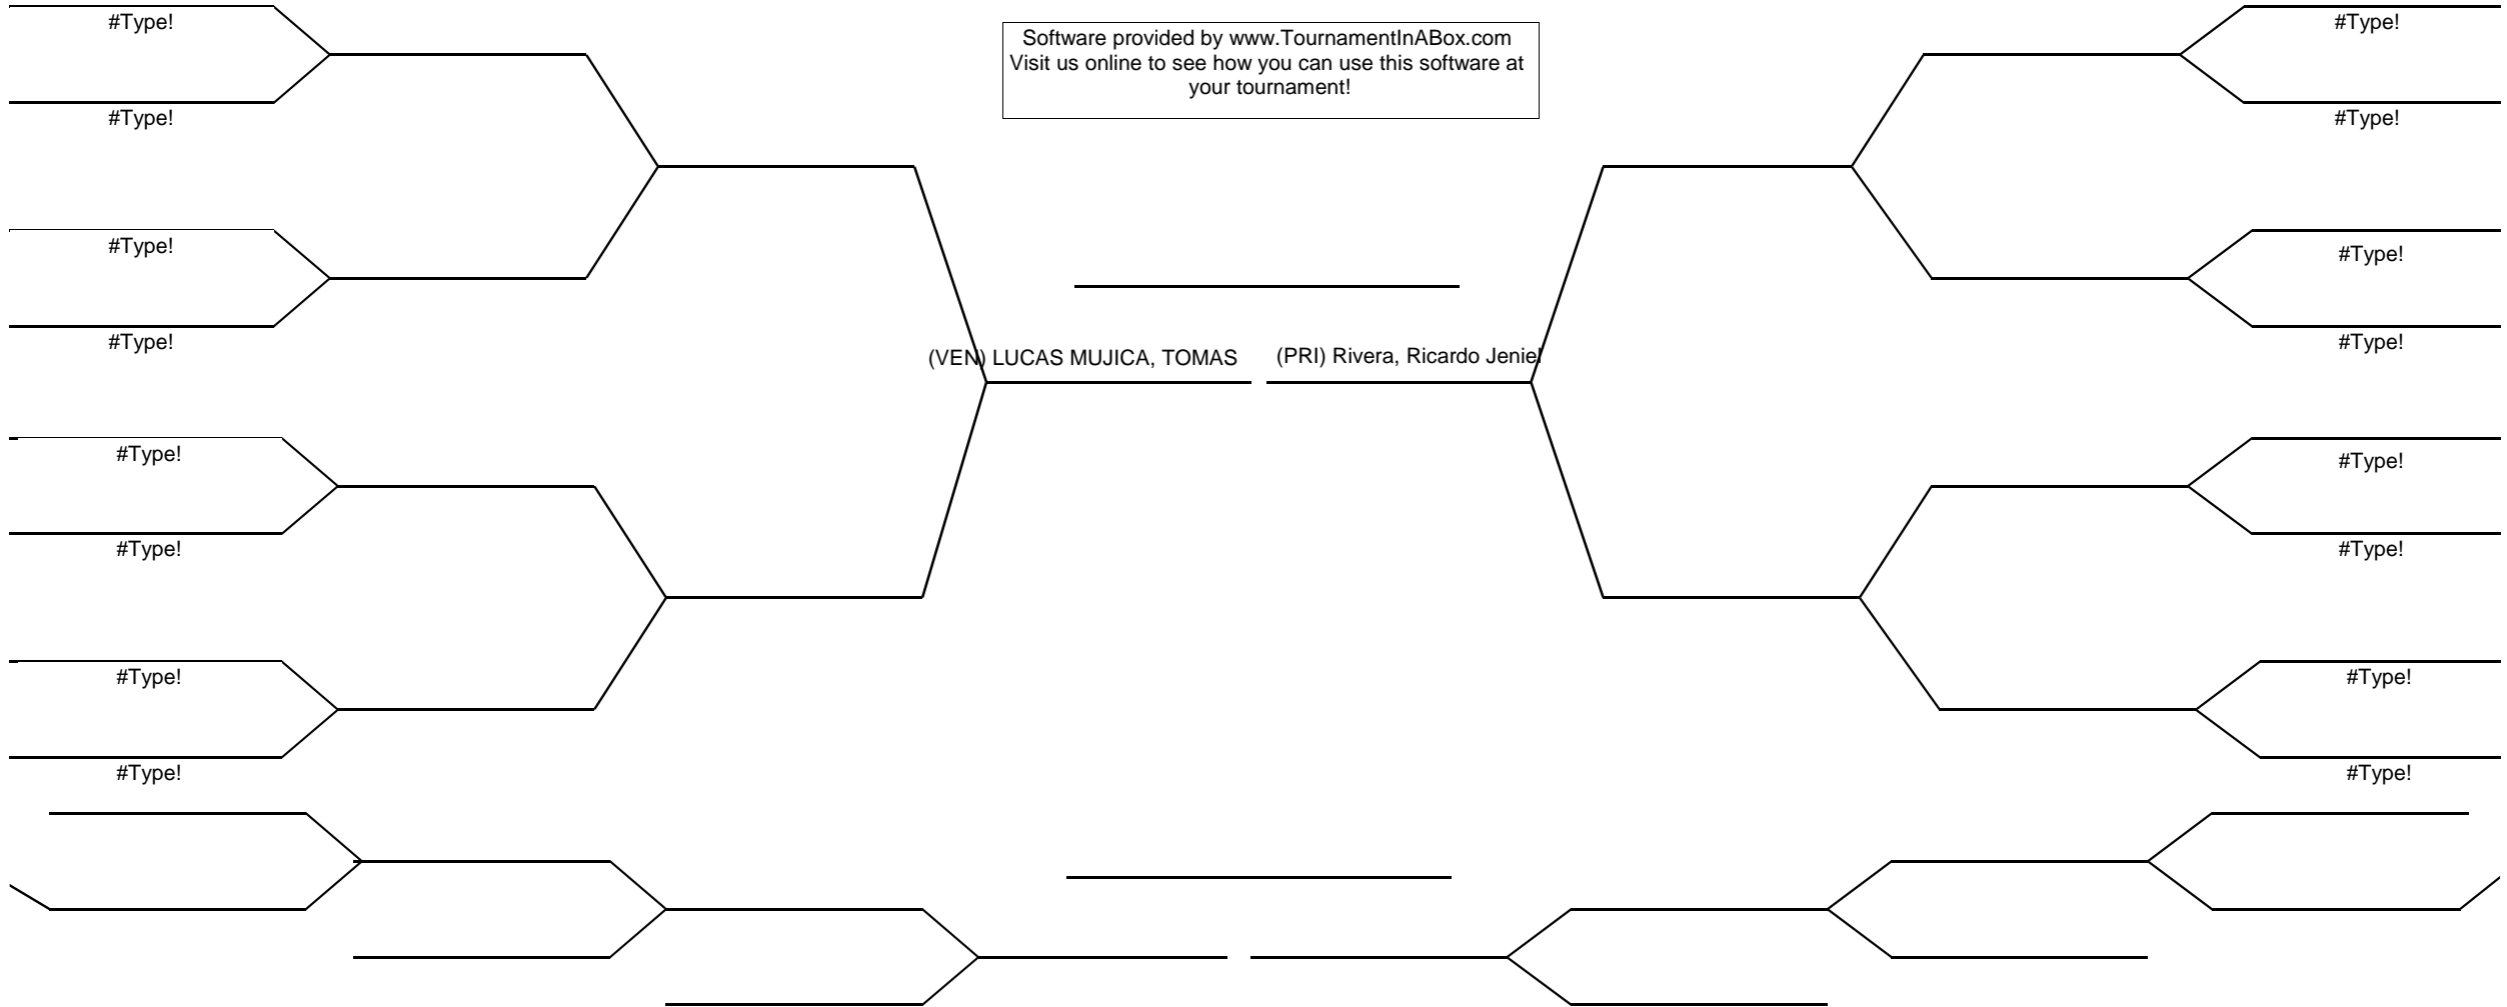 #Type!
#Type!
Software provided by www.TournamentInABox.com
Visit us online to see how you can use this software at
your tournament!
#Type!
#Type!
#Type!
#Type!
#Type!
#Type!
(VEN) LUCAS MUJICA, TOMAS
(PRI) Rivera, Ricardo Jeniel
#Type!
#Type!
#Type!
#Type!
#Type!
#Type!
#Type!
#Type!